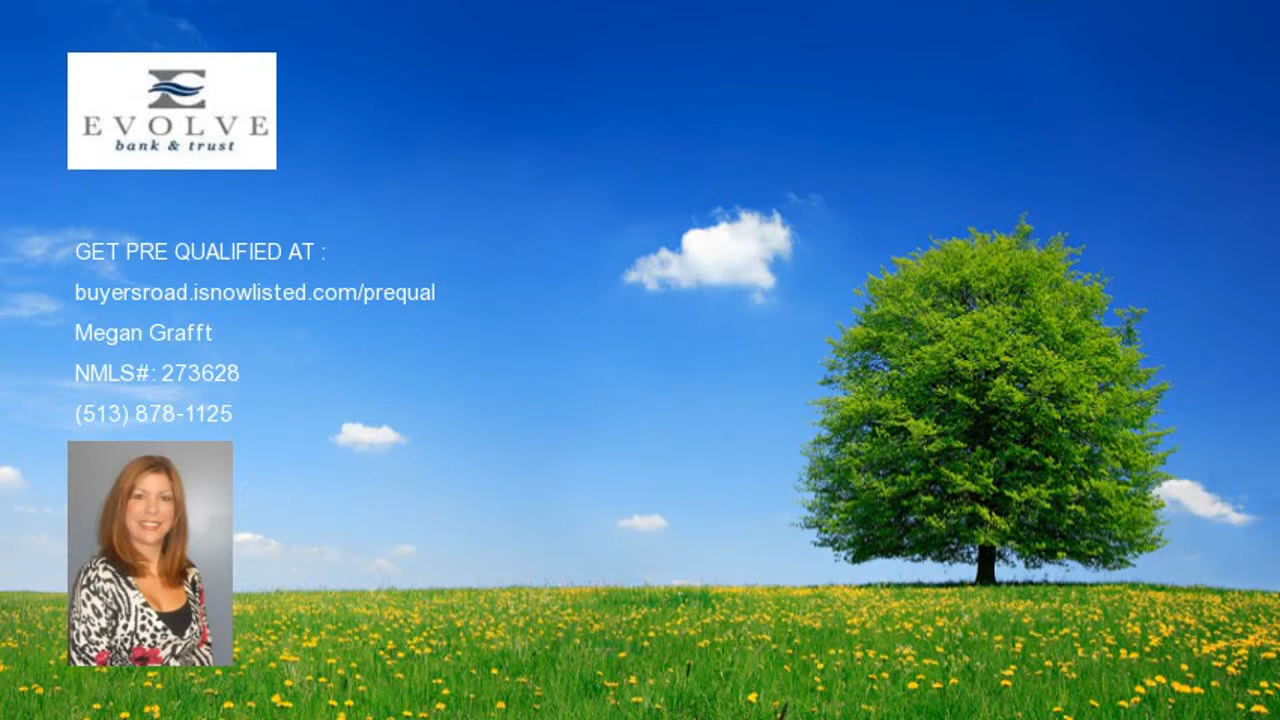 EVOLVE
bank & trust
GET PRE QUALIFIED AT :
buyersroad.isnowlisted.com/prequal
Megan Grafft
NMLS#: 273628
(513) 878-1125